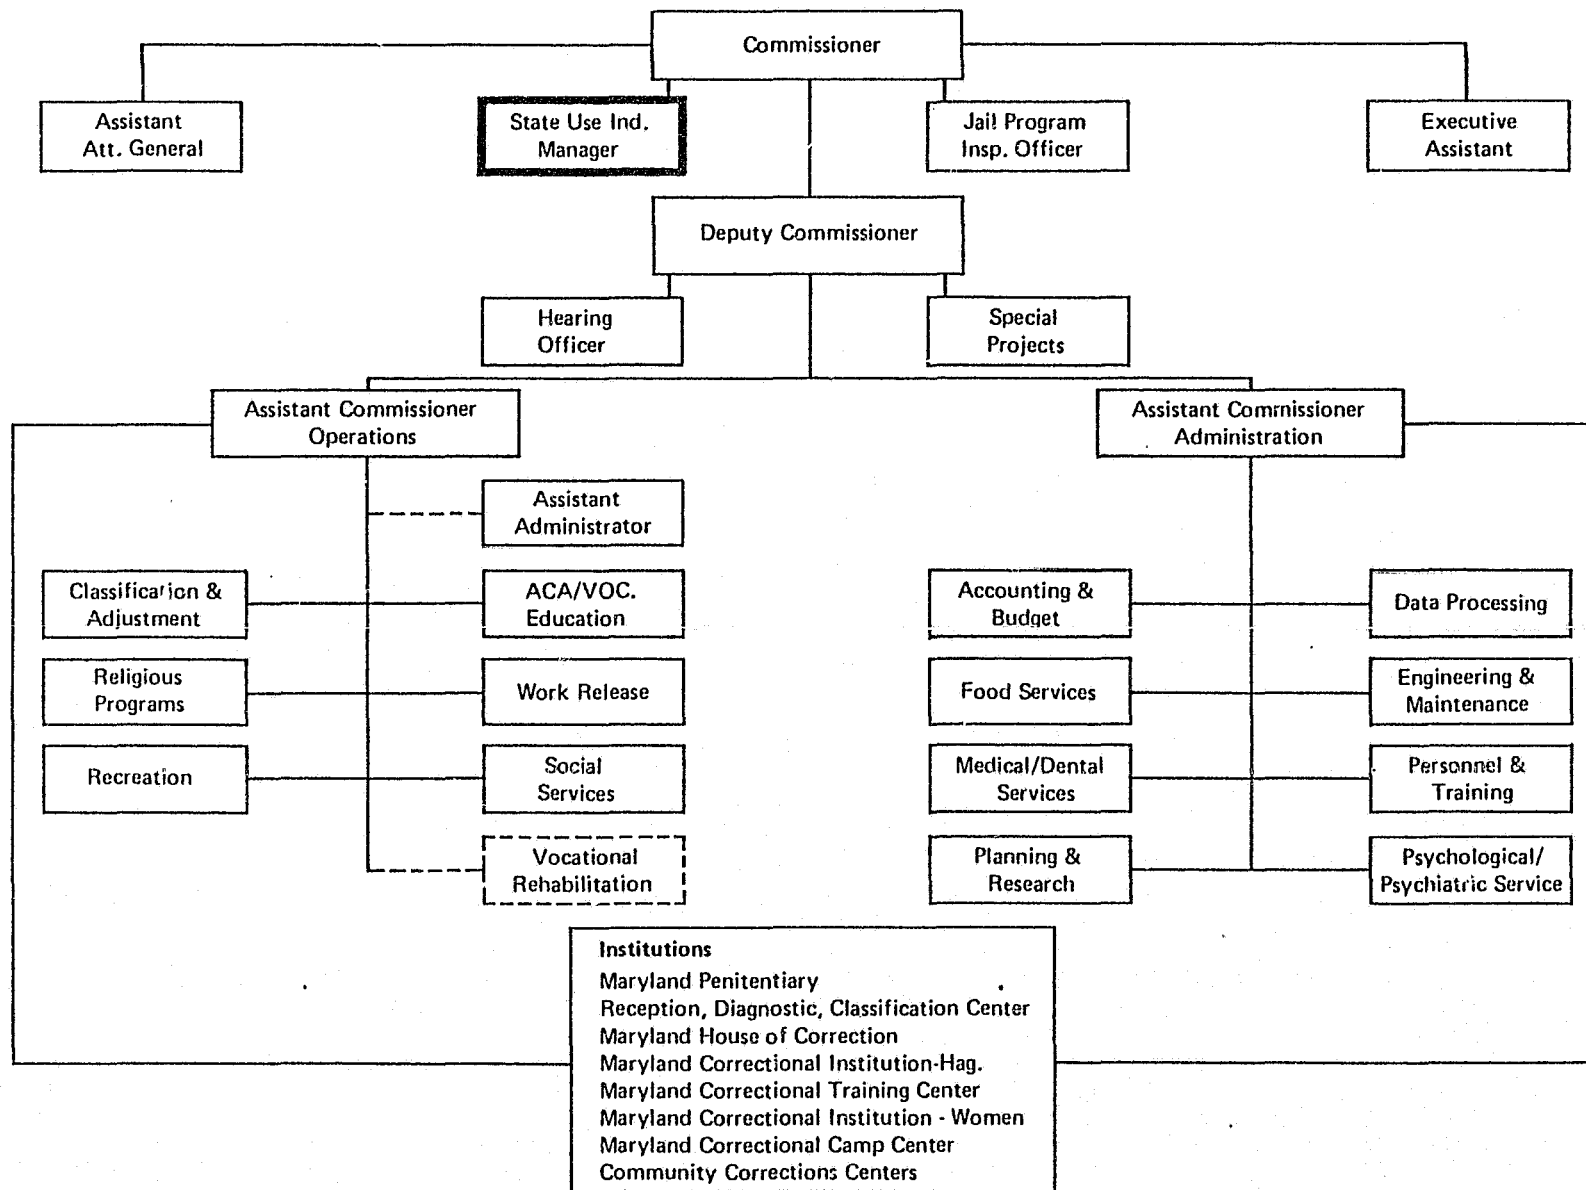 Commissioner
Assistant
Att. General
State Use Ind.
Manager
Jail Program
Insp. Officer
Executive
Assistant
Deputy Commissioner
Hearing
Officer
Special
Projects
Assistant Commissioner
Operations
Assistant Commissioner
Administration
Assistant
Administrator
Classification &
Adjustment
ACA/VOC.
Education
Accounting &
Budget
Data Processing
Religious
Programs
Work Release
Food Services
Engineering &
Maintenance
Recreation
Social
Services
Medical/Dental
Services
Personnel &
Training
Vocational
Rehabilitation
Planning &
Research
Psychological/
Psychiatric Service
Institutions
Maryland Penitentiary
Reception, Diagnostic, Classification Center
Maryland House of Correction
Maryland Correctional Institution-Hag.
Maryland Correctional Training Center
Maryland Correctional Institution - Women
Maryland Correctional Camp Center
Community Corrections Centers